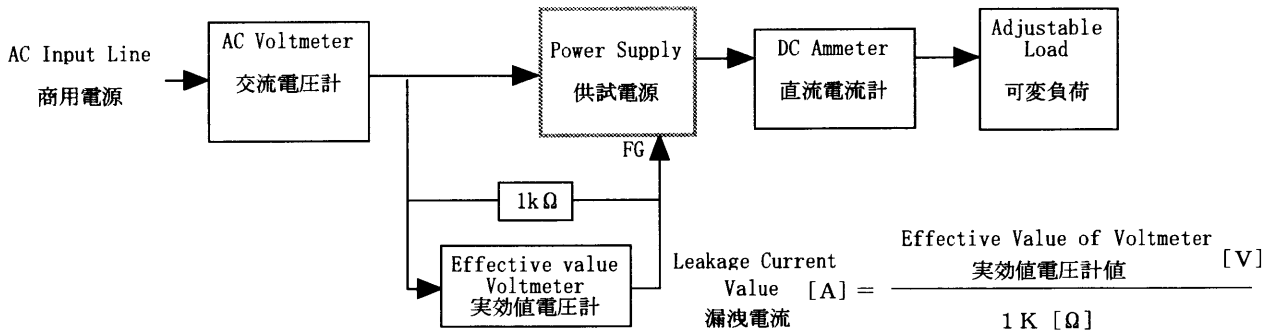 AC Input Line
商用電源
AC Voltmeter
交流電圧計
Power Supply
供試電源
DC Ammeter
直流電流計
Adjustable
Load
可変負荷
FG
1kΩ
Effective value
Voltmeter
実効値電圧計
Leakage Current
Value [A] =
漏洩電流
Effective Value of Voltmeter [V]
実効値電圧計値
1K [Ω]